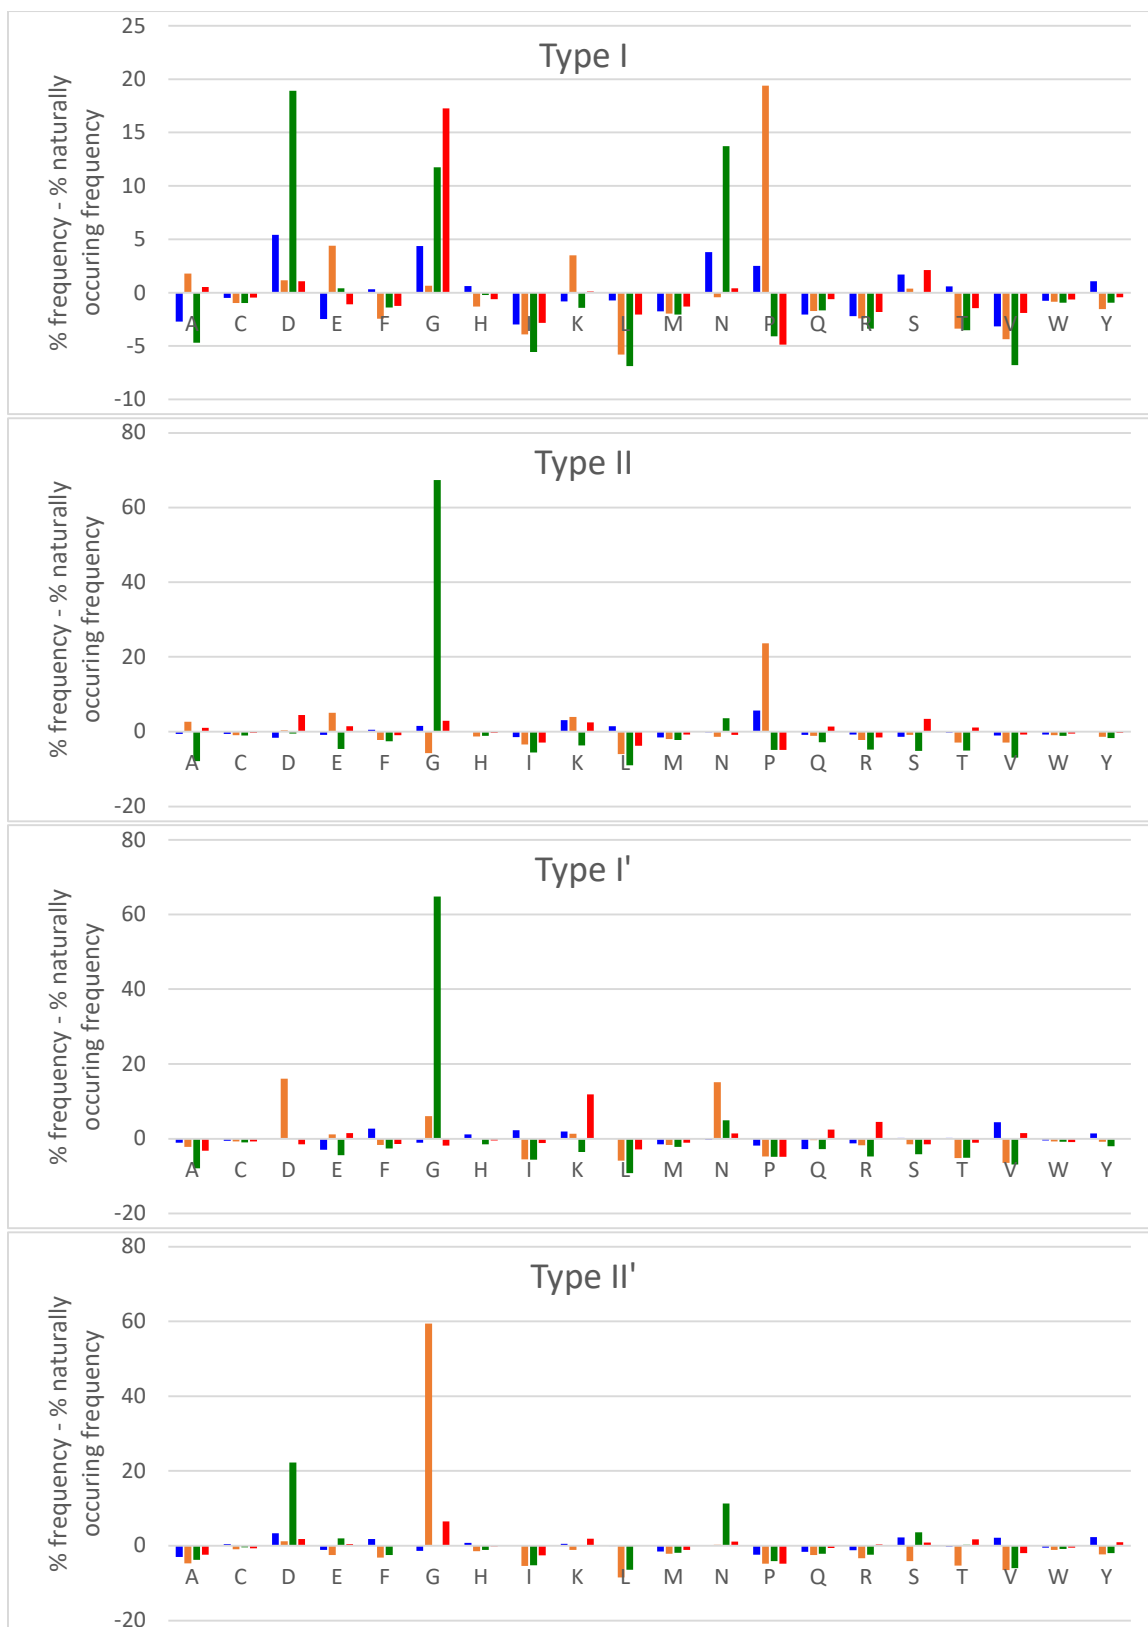 Type I
% frequency - % naturally
occuring frequency
25
20
15
10
5
0
-5
-10
A C D E F G H I K L M N P Q R S T V W Y
Type II
% frequency - % naturally
occuring frequency
80
60
40
20
0
-20
A C D E F G H I K L M N P Q R S T V W Y
Type I'
% frequency - % naturally
occuring frequency
80
60
40
20
0
-20
A C D E F G H I K L M N P Q R S T V W Y
Type II'
% frequency - % naturally
occuring frequency
80
60
40
20
0
-20
A C D E F G H I K L M N P Q R S T V W Y